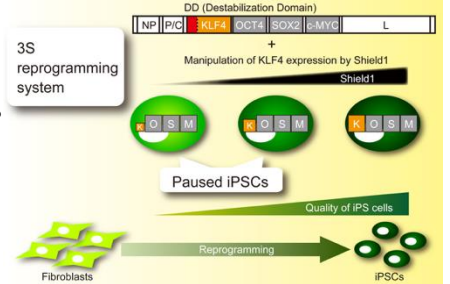 DD (Destabilization Domain)
NP P/C KLF4 OCT4 SOX2 c-MYC L
3S
reprogramming
system
+
Manipulation of KLF4 expression by Shield1
Shield1
K O S M
K O S M
K O S M
Paused iPSCs
Quality of iPS cells
Reprogramming
Fibroblasts
iPSCs